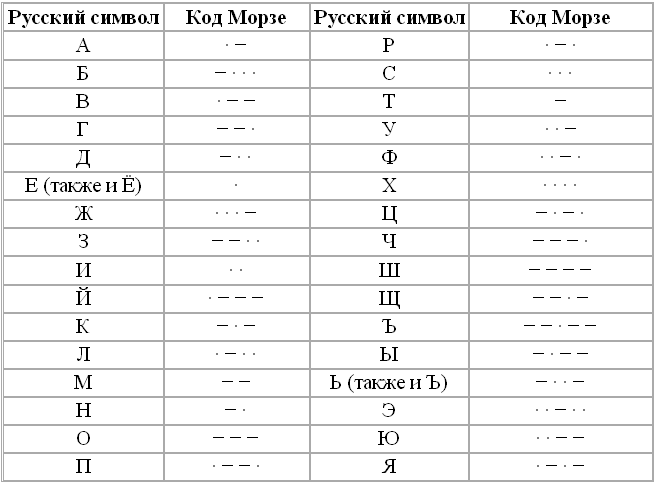 Русский символ Код Морзе Русский символ Код Морзе
А · − Р · − ·
Б − · · · С · · ·
В · − − Т −
Г − − · У · · −
Д − · · Ф · · − ·
Е (также и Ё) · Х · · · ·
Ж · · · − Ц − · − ·
З − − · · Ч − − − ·
И · · Ш − − − −
Й · − − − Щ − − · −
К − · − Ъ − − · − −
Л · − · · Ы − · − −
М − − Ь (также и Ъ) − · · −
Н − · Э · · − · ·
О − − − Ю · · − −
П · − − · Я · − · −